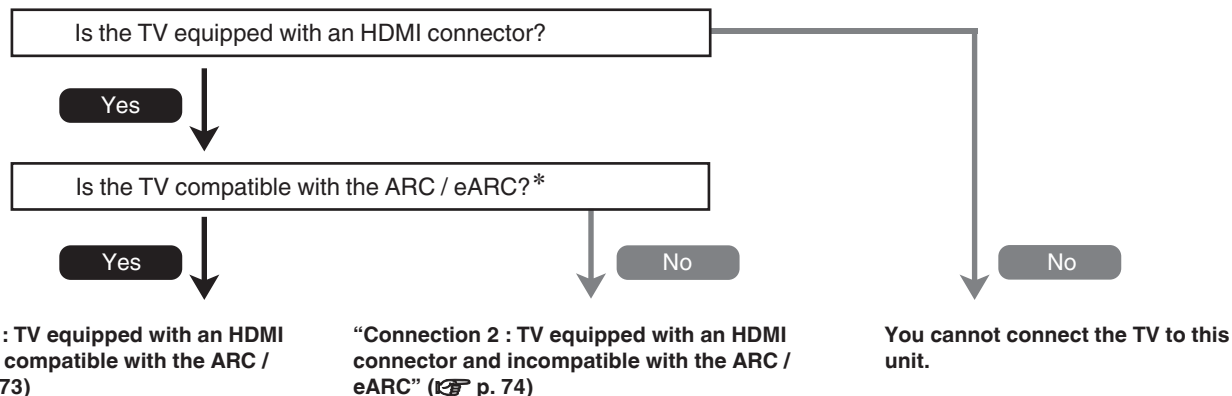 Is the TV equipped with an HDMI connector?
Yes
Is the TV compatible with the ARC / eARC?*
Yes
No
No
: TV equipped with an HDMI
compatible with the ARC /
73)
“Connection 2 : TV equipped with an HDMI
connector and incompatible with the ARC /
eARC” (☞ p. 74)
You cannot connect the TV to this
unit.